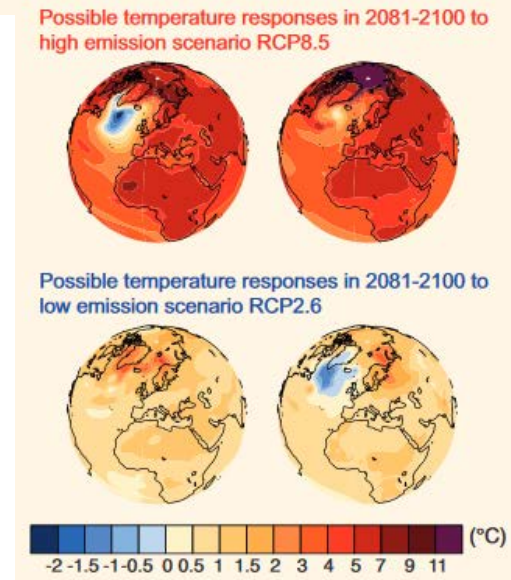 Possible temperature responses in 2081-2100 to
high emission scenario RCP8.5
Possible temperature responses in 2081-2100 to
low emission scenario RCP2.6
(°C)
-2 -1.5 -1 -0.5 0 0.5 1 1.5 2 3 4 5 7 9 11